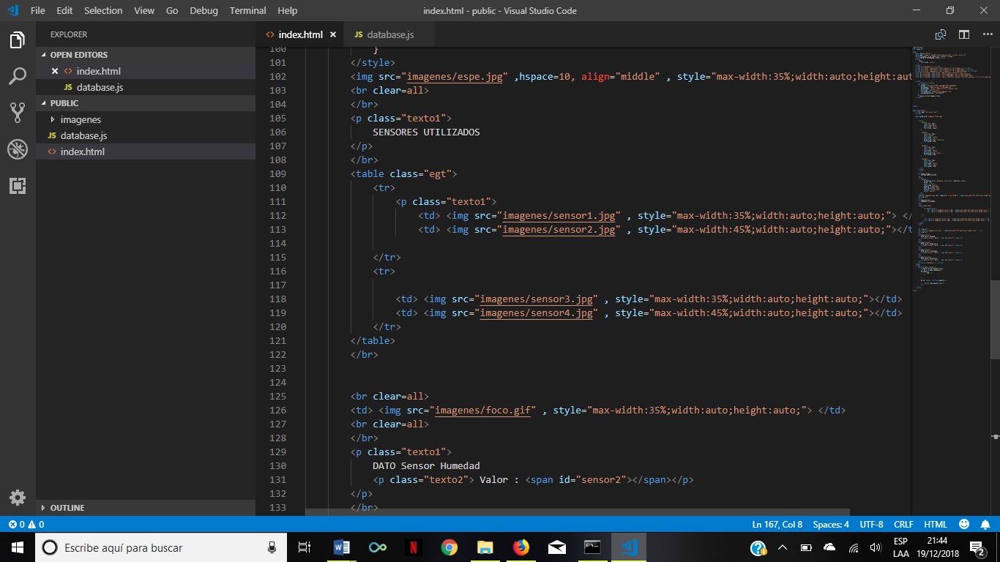 File Edit Selection View Go Debug Terminal Help
index.html - public - Visual Studio Code
EXPLORER
OPEN EDITORS
index.html
JS database.js
PUBLIC
imagenes
JS database.js
index.html
OUTLINE
index.html
JS database.js
100 }
101 </style>
102 <img src="imagenes/espe.jpg" ,hspace=10, align="middle" , style="max-width:35%;width:auto;height:aut
103 <br clear=all>
104 </br>
105 <p class="texto1">
106 SENSORES UTILIZADOS
107 </p>
108 </br>
109 <table class="egt">
110 <tr>
111 <p class="texto1">
112 <td> <img src="imagenes/sensor1.jpg" , style="max-width:35%;width:auto;height:auto;"> </
113 <td> <img src="imagenes/sensor2.jpg" , style="max-width:45%;width:auto;height:auto;"></t
114
115 </tr>
116 <tr>
117
118 <td> <img src="imagenes/sensor3.jpg" , style="max-width:35%;width:auto;height:auto;"></td>
119 <td> <img src="imagenes/sensor4.jpg" , style="max-width:45%;width:auto;height:auto;"></td>
120 </tr>
121 </table>
122 </br>
123
124
125 <br clear=all>
126 <td> <img src="imagenes/foco.gif" , style="max-width:35%;width:auto;height:auto;"> </td>
127 <br clear=all>
128 </br>
129 <p class="texto1">
130 DATO Sensor Humedad
131 <p class="texto2"> Valor : <span id="sensor2"></span></p>
132 </p>
133 </br>
0 0
Ln 167, Col 8 Spaces: 4 UTF-8 CRLF HTML
Escribe aquí para buscar
ESP
LAA
21:44
19/12/2018
2